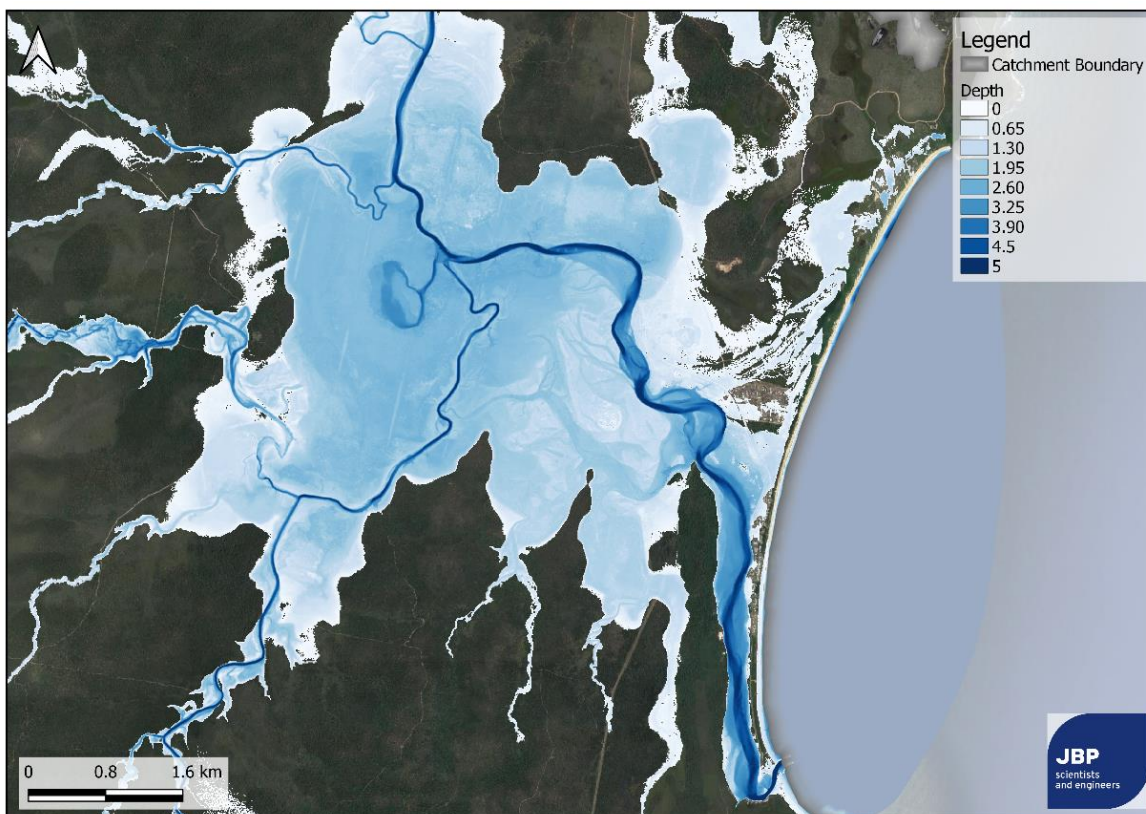 Legend
Catchment Boundary
Depth
0
0.65
1.30
1.95
2.60
3.25
3.90
4.5
5
0 0.8 1.6 km
JBP
scientists
and engineers